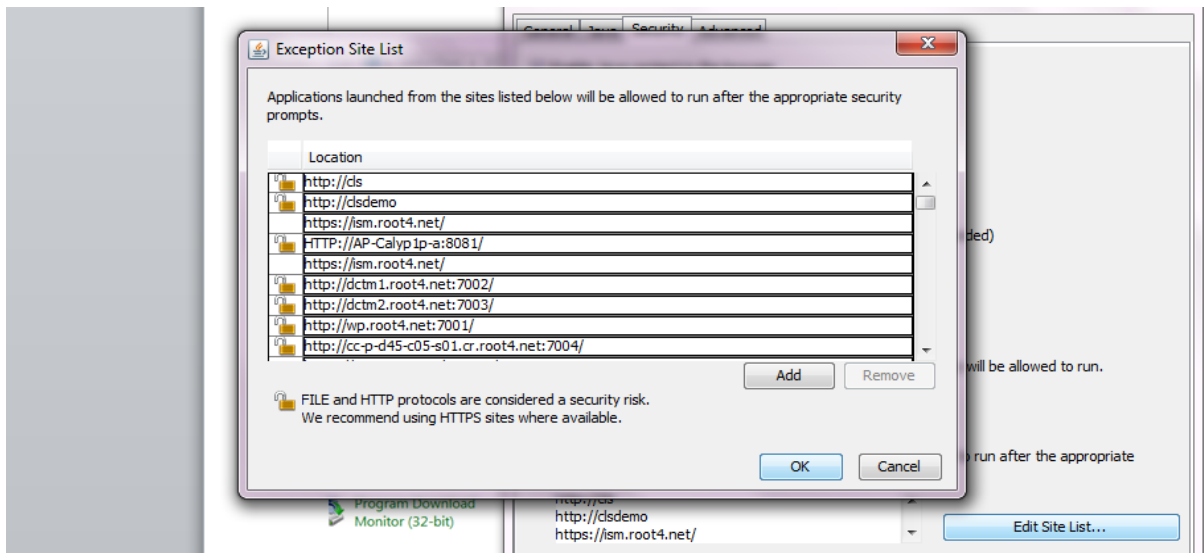 General Java Security Advanced
Exception Site List
Applications launched from the sites listed below will be allowed to run after the appropriate security
prompts.
Location
http://cls
http://clsdemo
https://ism.root4.net/
HTTP://AP-Calyp1p-a:8081/
https://ism.root4.net/
http://dctm1.root4.net:7002/
http://dctm2.root4.net:7003/
http://wp.root4.net:7001/
http://cc-p-d45-c05-s01.cr.root4.net:7004/
Add Remove
FILE and HTTP protocols are considered a security risk.
We recommend using HTTPS sites where available.
OK Cancel
ded)
will be allowed to run.
run after the appropriate
Program Download
Monitor (32-bit)
http://cls
http://clsdemo
https://ism.root4.net/
Edit Site List...